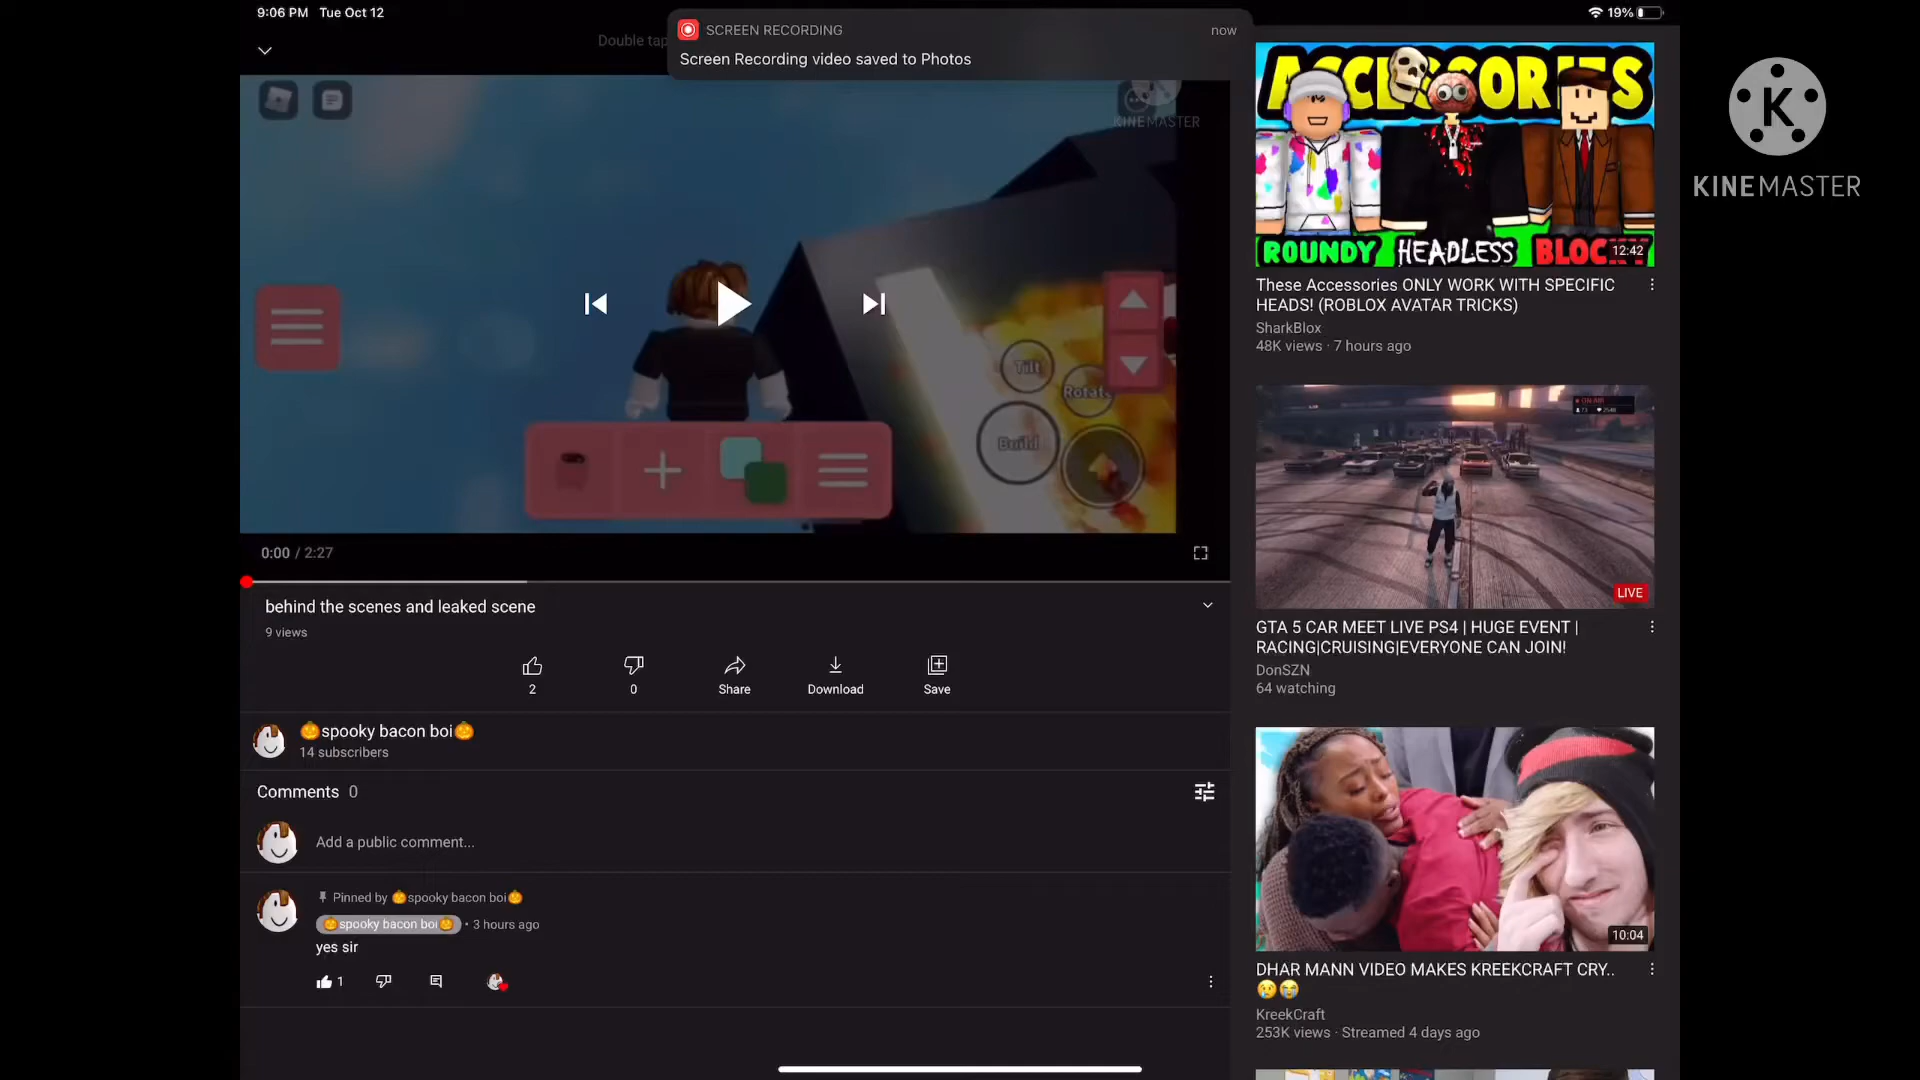 9:06 PM Tue Oct 12
19%
Double tap
SCREEN RECORDING
now
Screen Recording video saved to Photos
KINEMASTER
Tilt
Rotate
Build
0:00 / 2:27
behind the scenes and leaked scene
9 views
2
0
Share
Download
Save
🎃spooky bacon boi🎃
14 subscribers
Comments 0
Add a public comment...
Pinned by 🎃spooky bacon boi🎃
🎃spooky bacon boi🎃 • 3 hours ago
yes sir
1
ACCESSORIES
ROUNDY HEADLESS BLOCKY
12:42
These Accessories ONLY WORK WITH SPECIFIC
HEADS! (ROBLOX AVATAR TRICKS)
SharkBlox
48K views · 7 hours ago
LIVE
GTA 5 CAR MEET LIVE PS4 | HUGE EVENT |
RACING|CRUISING|EVERYONE CAN JOIN!
DonSZN
64 watching
10:04
DHAR MANN VIDEO MAKES KREEKCRAFT CRY..
😢😭
KreekCraft
253K views · Streamed 4 days ago
K
KINEMASTER